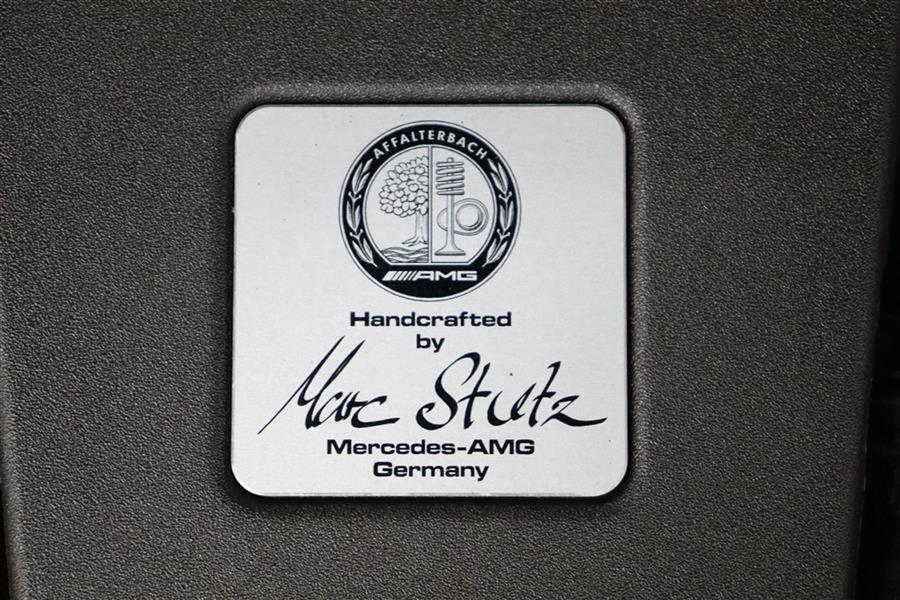 AFFALTERBACH
AMG
Handcrafted
by
Marc Stietz
Mercedes-AMG
Germany